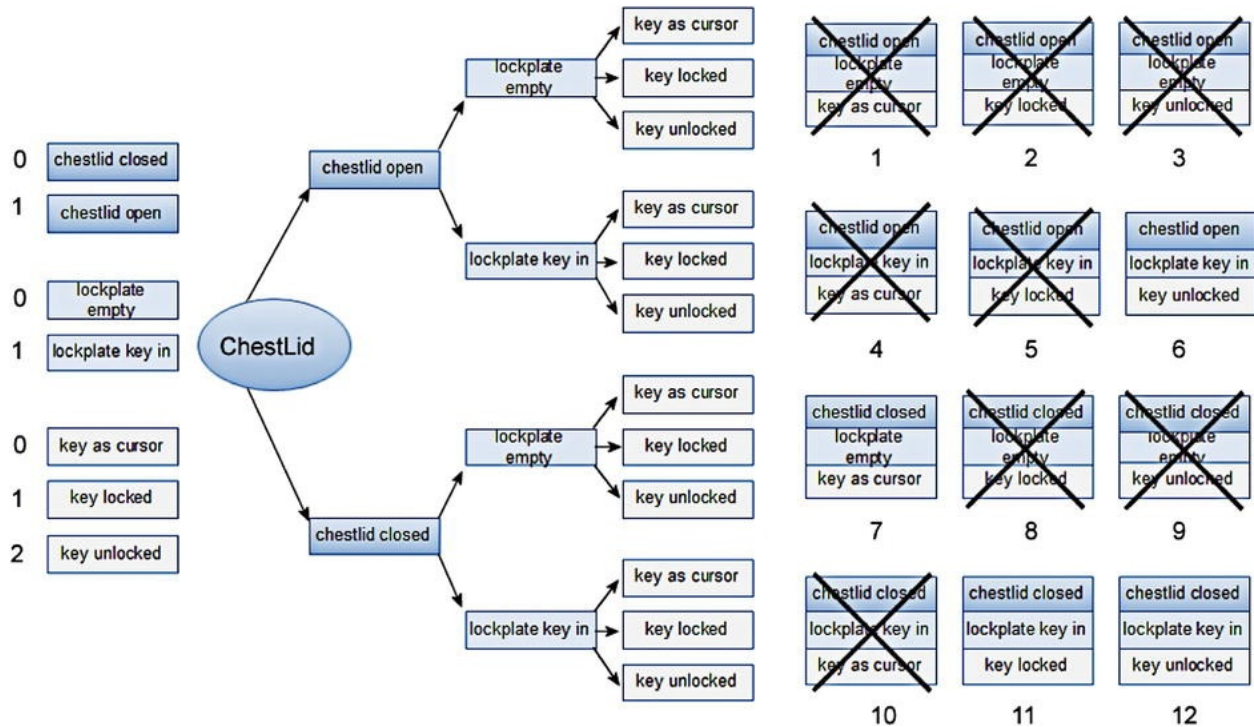 0 chestlid closed
1 chestlid open
0 lockplate
empty
1 lockplate key in
0 key as cursor
1 key locked
2 key unlocked
ChestLid
chestlid open
lockplate
empty
key as cursor
key locked
key unlocked
lockplate key in
key as cursor
key locked
key unlocked
chestlid closed
lockplate
empty
key as cursor
key locked
key unlocked
lockplate key in
key as cursor
key locked
key unlocked
chestlid open
lockplate
empty
key as cursor
1
chestlid open
lockplate
empty
key locked
2
chestlid open
lockplate
empty
key unlocked
3
chestlid open
lockplate key in
key as cursor
4
chestlid open
lockplate key in
key locked
5
chestlid open
lockplate key in
key unlocked
6
chestlid closed
lockplate
empty
key as cursor
7
chestlid closed
lockplate
empty
key locked
8
chestlid closed
lockplate
empty
key unlocked
9
chestlid closed
lockplate key in
key as cursor
10
chestlid closed
lockplate key in
key locked
11
chestlid closed
lockplate key in
key unlocked
12